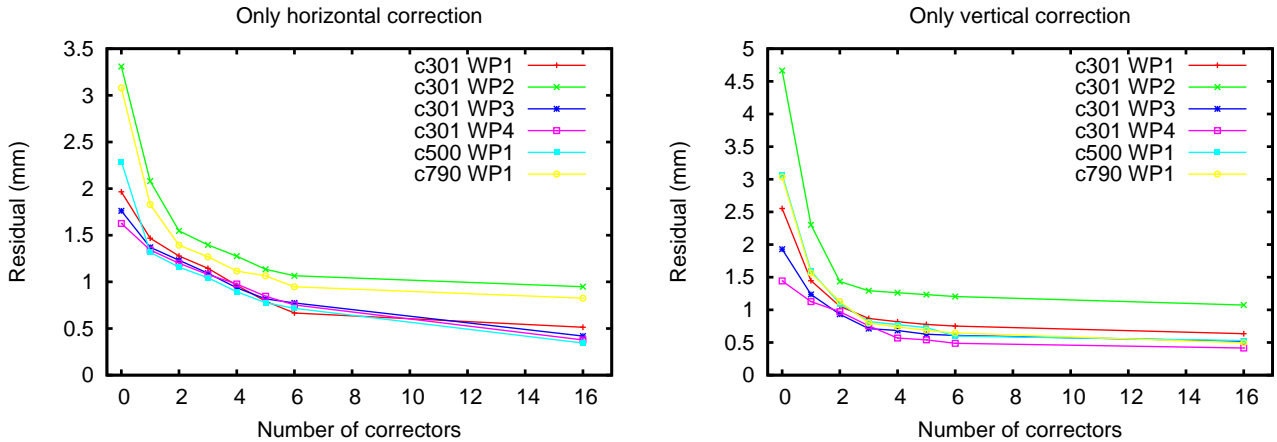 Only horizontal correction
3.5
3
2.5
2
1.5
1
0.5
0
Residual (mm)
c301 WP1
c301 WP2
c301 WP3
c301 WP4
c500 WP1
c790 WP1
0 2 4 6 8 10 12 14 16
Number of correctors
Only vertical correction
5
4.5
4
3.5
3
2.5
2
1.5
1
0.5
0
Residual (mm)
c301 WP1
c301 WP2
c301 WP3
c301 WP4
c500 WP1
c790 WP1
0 2 4 6 8 10 12 14 16
Number of correctors